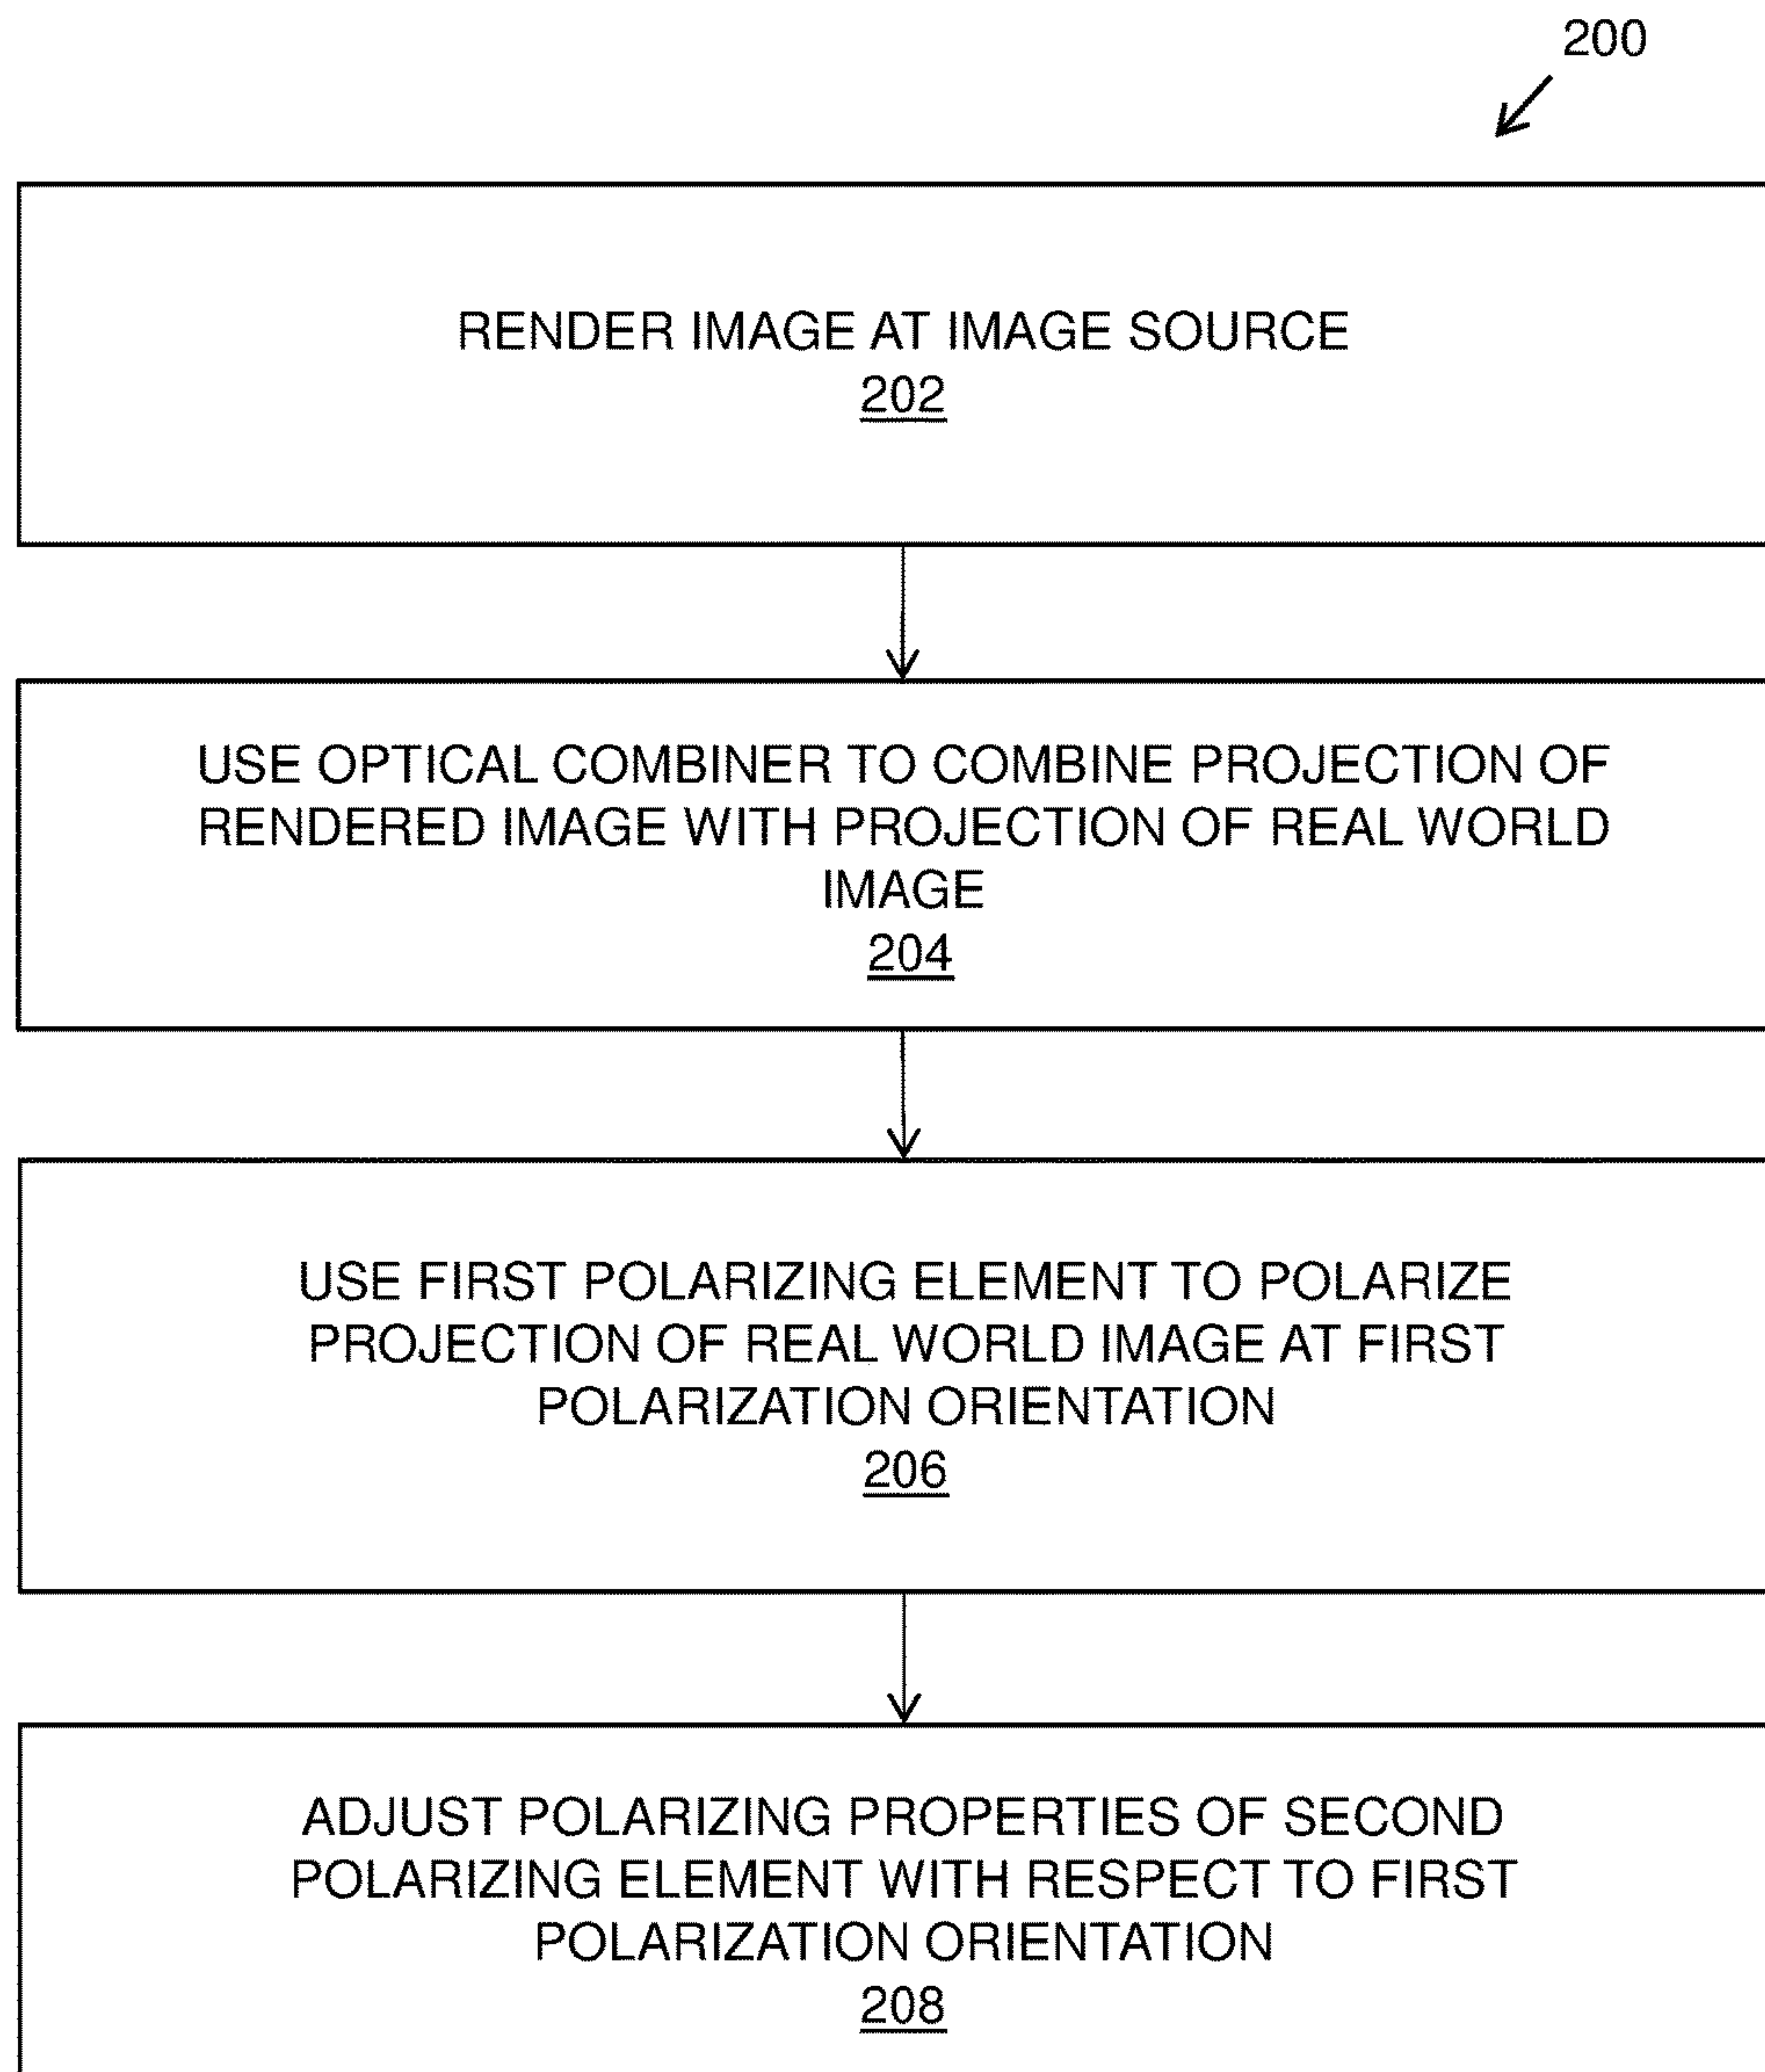 200
RENDER IMAGE AT IMAGE SOURCE
202
USE OPTICAL COMBINER TO COMBINE PROJECTION OF
RENDERED IMAGE WITH PROJECTION OF REAL WORLD
IMAGE
204
USE FIRST POLARIZING ELEMENT TO POLARIZE
PROJECTION OF REAL WORLD IMAGE AT FIRST
POLARIZATION ORIENTATION
206
ADJUST POLARIZING PROPERTIES OF SECOND
POLARIZING ELEMENT WITH RESPECT TO FIRST
POLARIZATION ORIENTATION
208